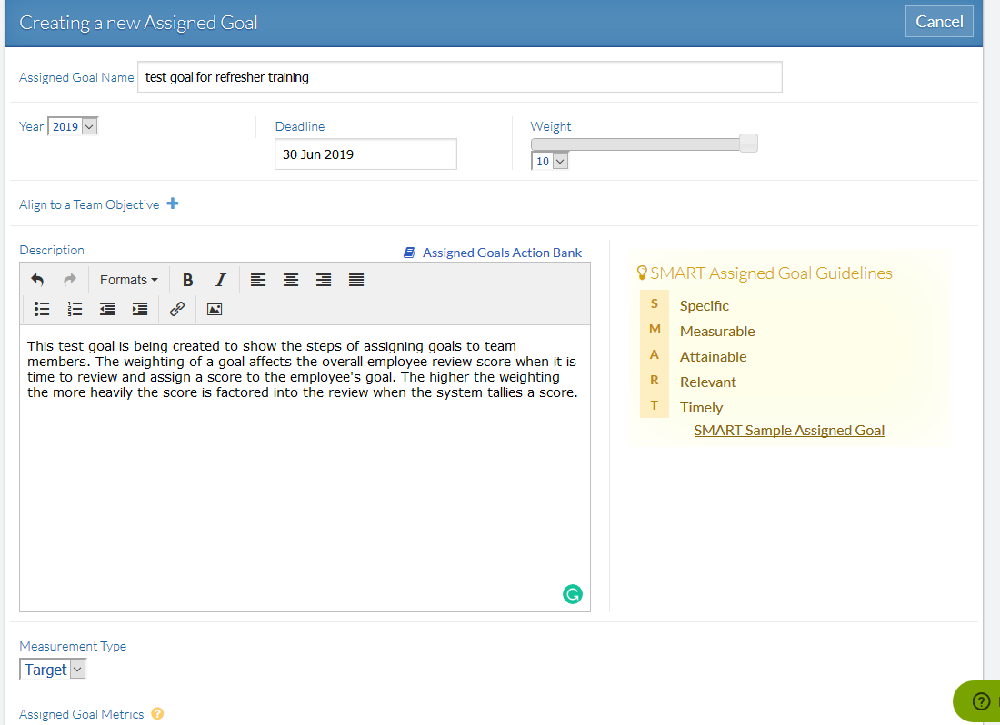 Creating a new Assigned Goal
Cancel
Assigned Goal Name test goal for refresher training
Year 2019
Deadline
30 Jun 2019
Weight
10
Align to a Team Objective
Description
Assigned Goals Action Bank
Formats
B I
This test goal is being created to show the steps of assigning goals to team
members. The weighting of a goal affects the overall employee review score when it is
time to review and assign a score to the employee's goal. The higher the weighting
the more heavily the score is factored into the review when the system tallies a score.
SMART Assigned Goal Guidelines
S Specific
M Measurable
A Attainable
R Relevant
T Timely
SMART Sample Assigned Goal
Measurement Type
Target
Assigned Goal Metrics ?
?